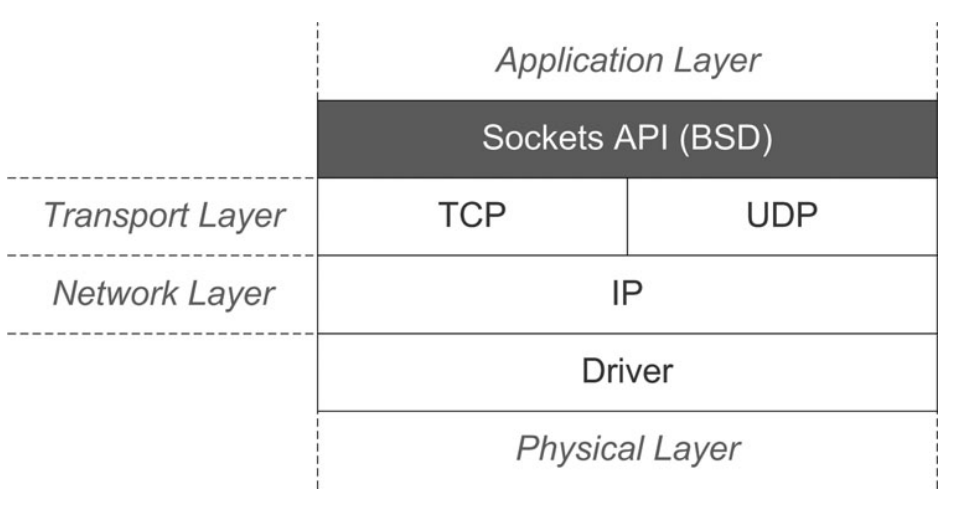 Application Layer
Sockets API (BSD)
Transport Layer TCP UDP
Network Layer IP
Driver
Physical Layer